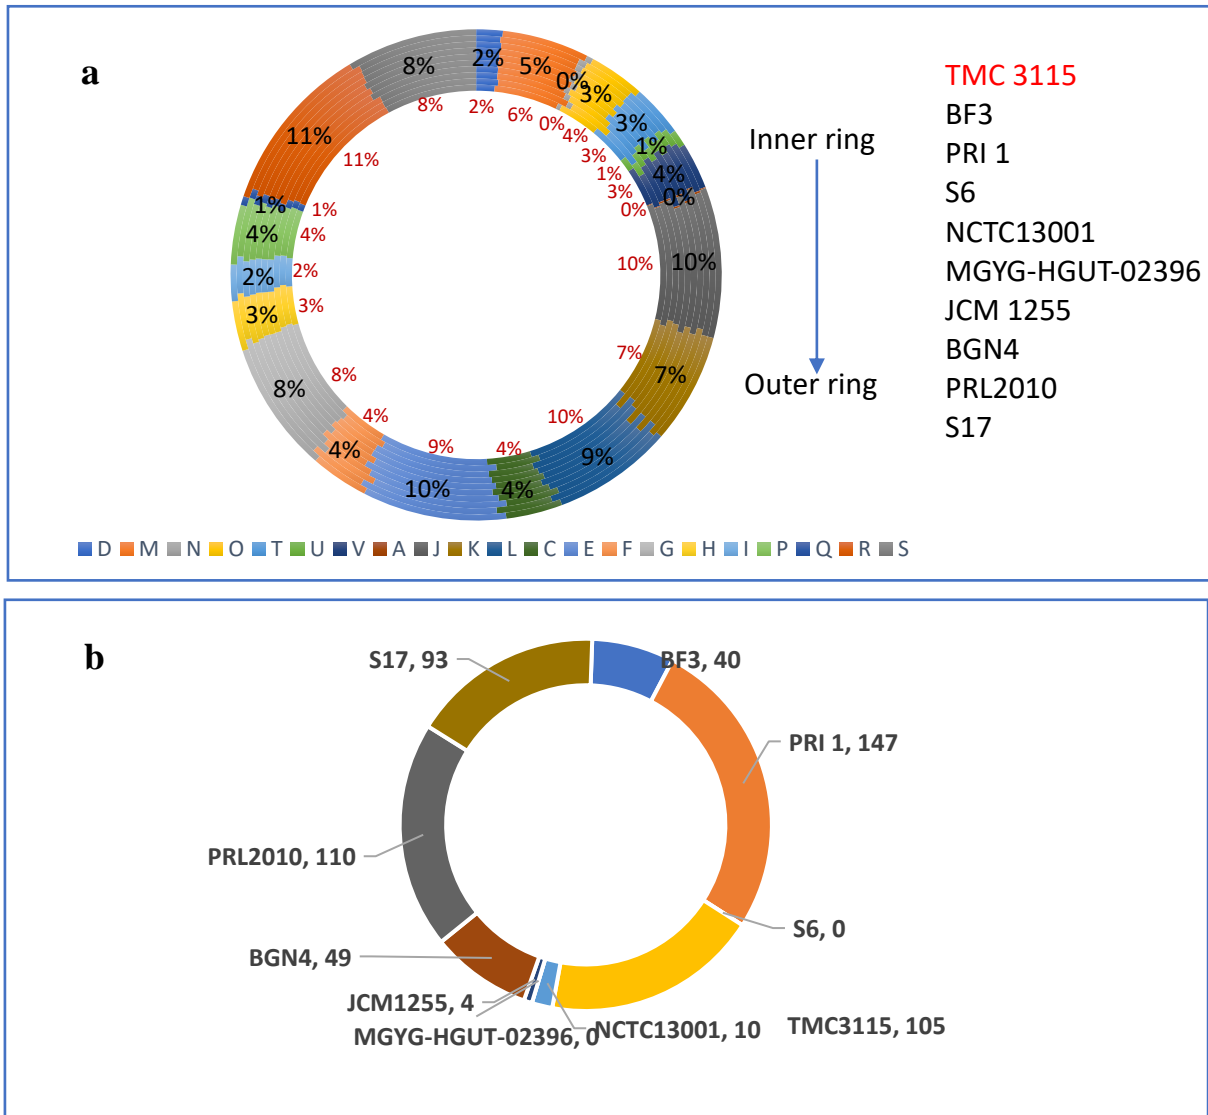 a
2%
5%
0%
3%
3%
1%
4%
0%
10%
7%
9%
4%
10%
4%
8%
3%
2%
4%
1%
11%
8%
2%
6%
0%
4%
3%
1%
3%
0%
10%
7%
10%
4%
9%
4%
8%
3%
2%
4%
1%
11%
8%
Inner ring
Outer ring
TMC 3115
BF3
PRI 1
S6
NCTC13001
MGYG-HGUT-02396
JCM 1255
BGN4
PRL2010
S17
D M N O T U V A J K L C E F G H I P Q R S
b
S17, 93
BF3, 40
PRI 1, 147
PRL2010, 110
S6, 0
BGN4, 49
JCM1255, 4
MGYG-HGUT-02396, 0
NCTC13001, 10
TMC3115, 105